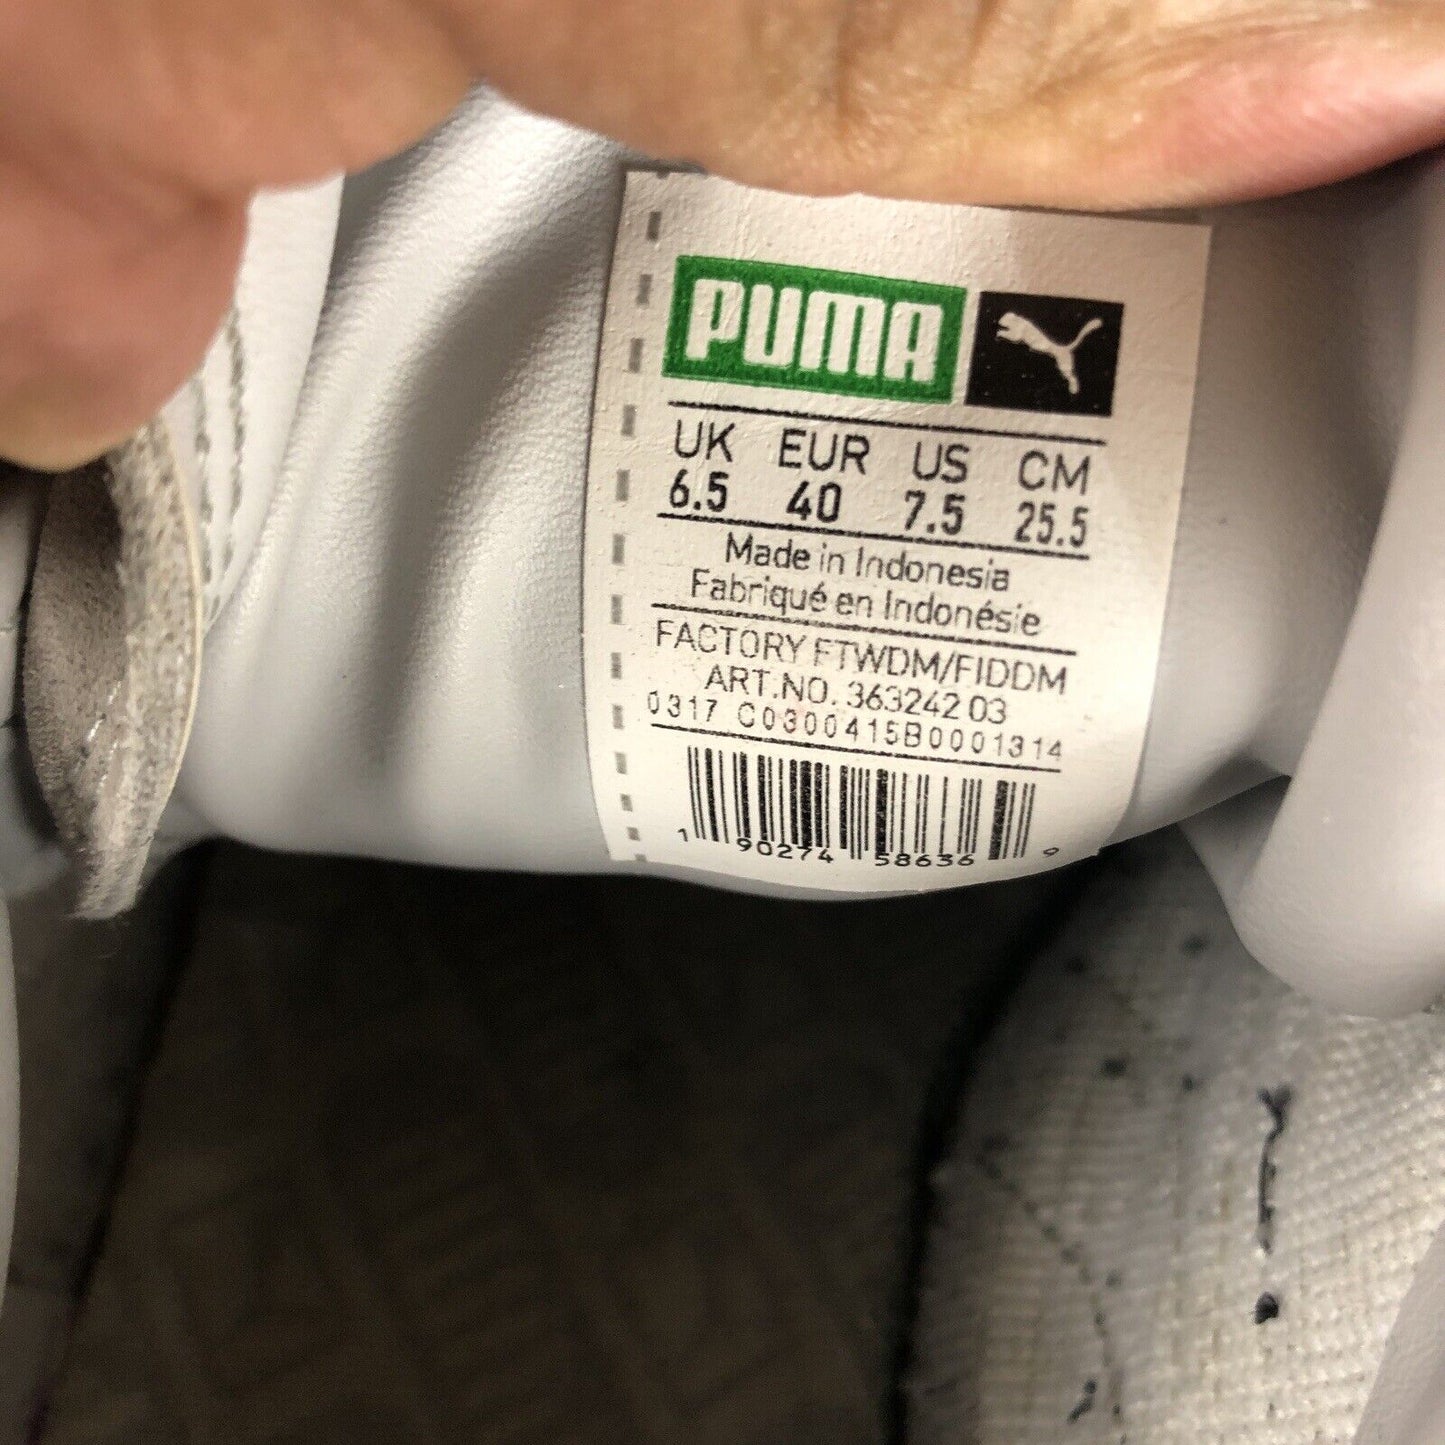 PUMA
UK EUR US CM
6.5 40 7.5 25.5
Made in Indonesia
Fabriqué en Indonésie
FACTORY FTWDM/FIDDM
ART.NO. 363242 03
0317 C0300415B0001314
1 90274 58636 9